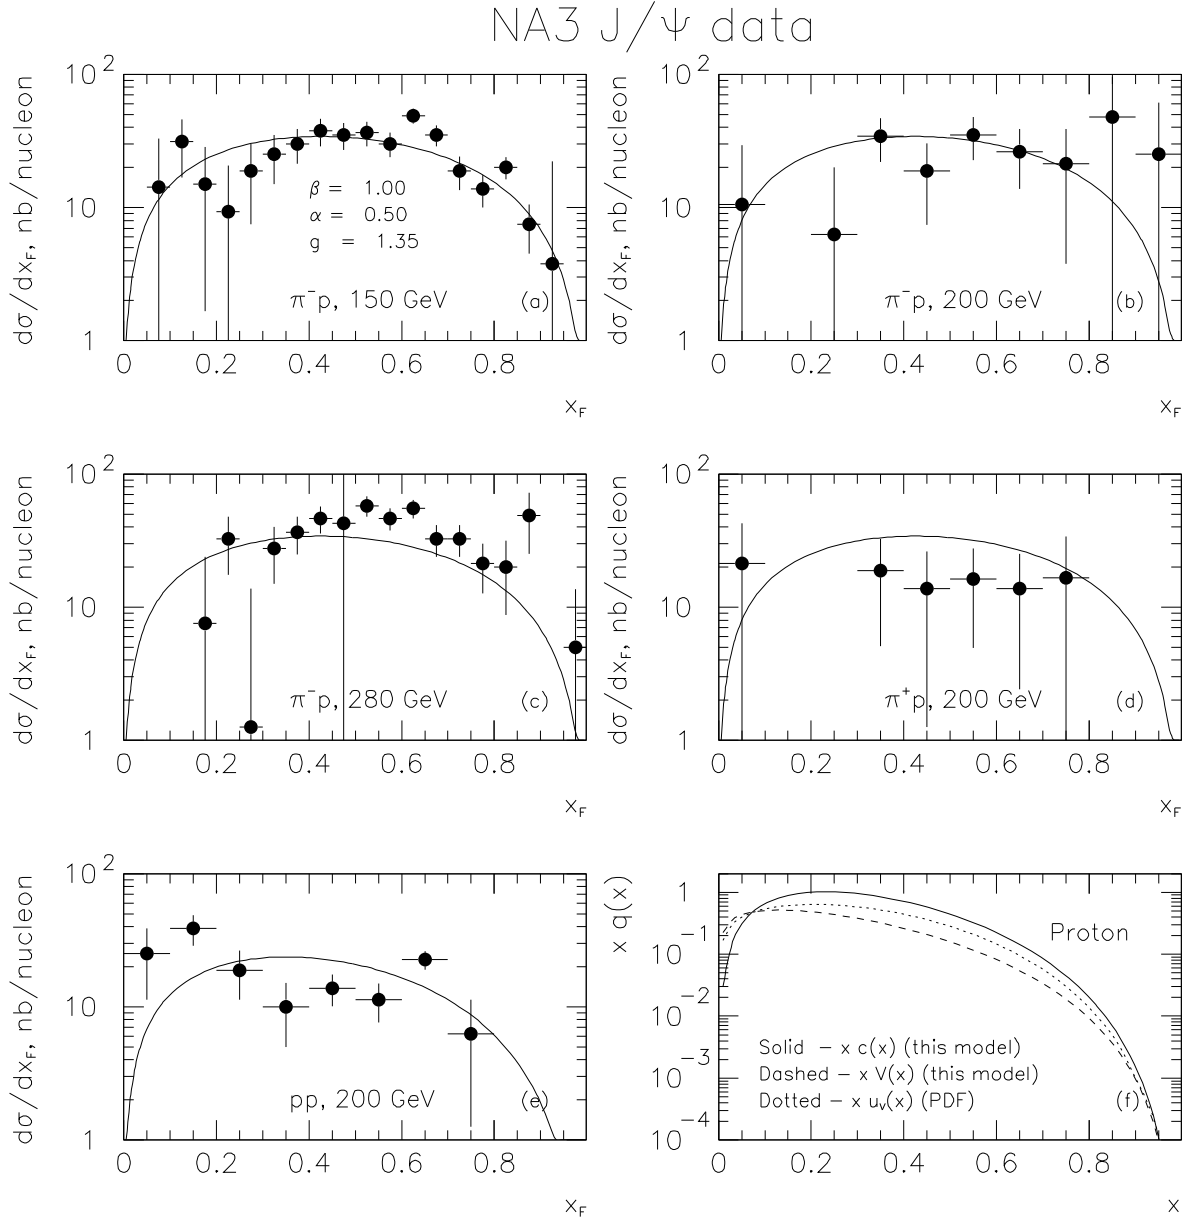 NA3 J/Ψ data
dσ/dx_F, nb/nucleon
10^2
10
1
β = 1.00
α = 0.50
g = 1.35
π⁻p, 150 GeV
(a)
0 0.2 0.4 0.6 0.8
x_F
dσ/dx_F, nb/nucleon
10^2
10
1
π⁻p, 200 GeV
(b)
0 0.2 0.4 0.6 0.8
x_F
dσ/dx_F, nb/nucleon
10^2
10
1
π⁻p, 280 GeV
(c)
0 0.2 0.4 0.6 0.8
x_F
dσ/dx_F, nb/nucleon
10^2
10
1
π⁺p, 200 GeV
(d)
0 0.2 0.4 0.6 0.8
x_F
dσ/dx_F, nb/nucleon
10^2
10
1
pp, 200 GeV
(e)
0 0.2 0.4 0.6 0.8
x_F
x q(x)
1
10^-1
10^-2
10^-3
10^-4
Proton
Solid – x c(x) (this model)
Dashed – x V(x) (this model)
Dotted – x u_v(x) (PDF)
(f)
0 0.2 0.4 0.6 0.8
x